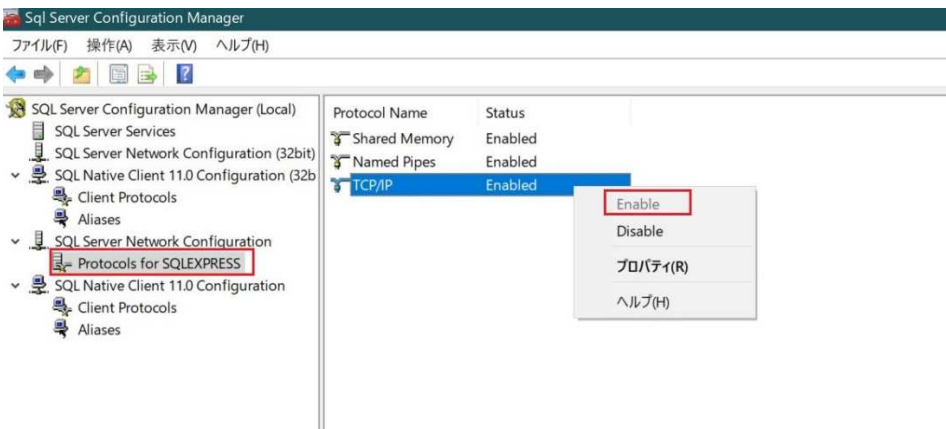 Sql Server Configuration Manager
ファイル(F) 操作(A) 表示(V) ヘルプ(H)
SQL Server Configuration Manager (Local)
SQL Server Services
SQL Server Network Configuration (32bit)
SQL Native Client 11.0 Configuration (32b
Client Protocols
Aliases
SQL Server Network Configuration
Protocols for SQLEXPRESS
SQL Native Client 11.0 Configuration
Client Protocols
Aliases
Protocol Name Status
Shared Memory Enabled
Named Pipes Enabled
TCP/IP Enabled
Enable
Disable
プロパティ(R)
ヘルプ(H)